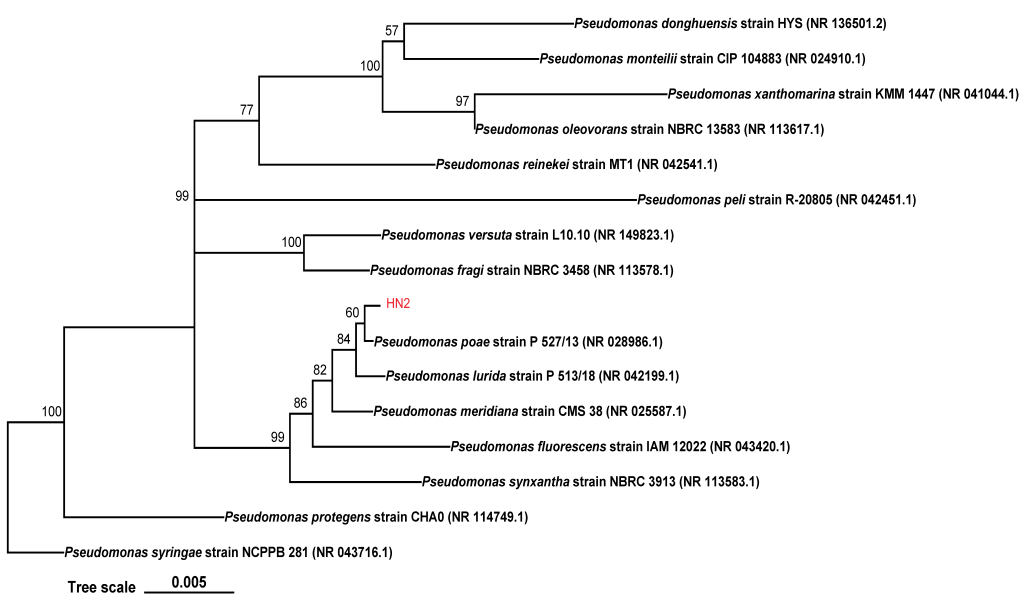 57
Pseudomonas donghuensis strain HYS (NR 136501.2)
100
Pseudomonas monteilii strain CIP 104883 (NR 024910.1)
97
Pseudomonas xanthomarina strain KMM 1447 (NR 041044.1)
77
Pseudomonas oleovorans strain NBRC 13583 (NR 113617.1)
Pseudomonas reinekei strain MT1 (NR 042541.1)
99
Pseudomonas peli strain R-20805 (NR 042451.1)
100
Pseudomonas versuta strain L10.10 (NR 149823.1)
Pseudomonas fragi strain NBRC 3458 (NR 113578.1)
60
HN2
84
Pseudomonas poae strain P 527/13 (NR 028986.1)
82
Pseudomonas lurida strain P 513/18 (NR 042199.1)
86
Pseudomonas meridiana strain CMS 38 (NR 025587.1)
99
Pseudomonas fluorescens strain IAM 12022 (NR 043420.1)
Pseudomonas synxantha strain NBRC 3913 (NR 113583.1)
100
Pseudomonas protegens strain CHA0 (NR 114749.1)
Pseudomonas syringae strain NCPPB 281 (NR 043716.1)
Tree scale 0.005